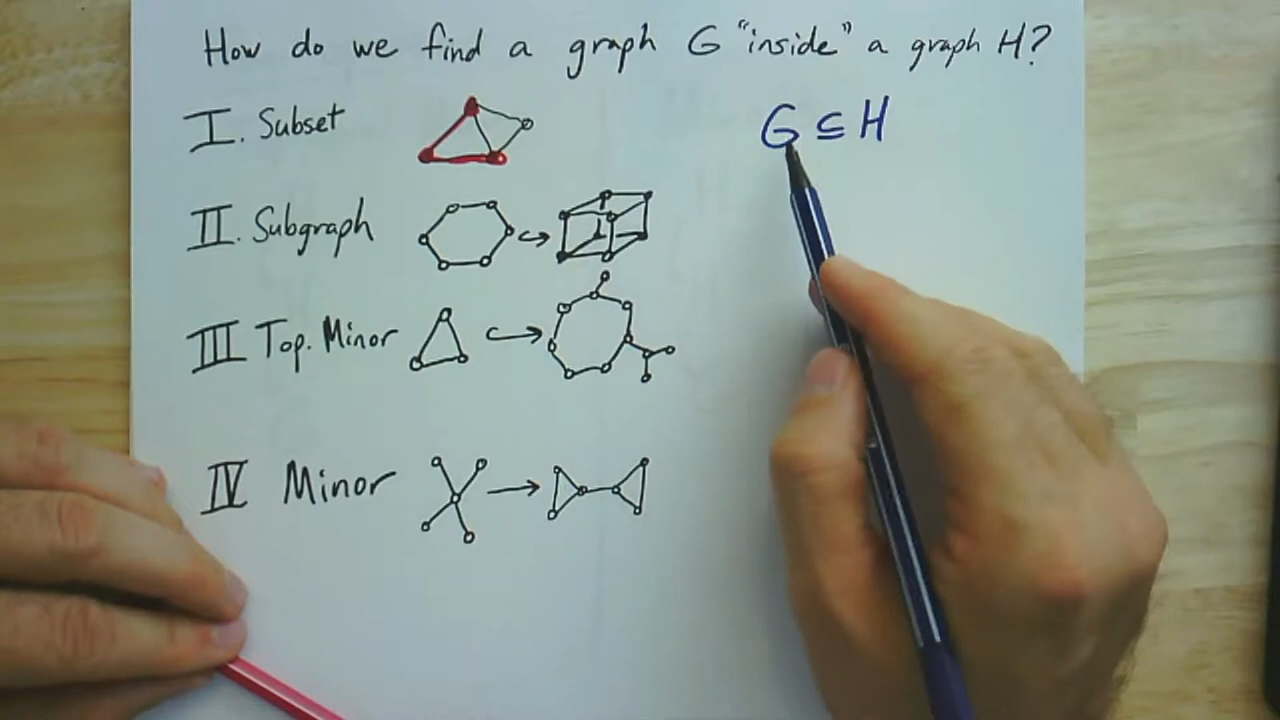 How do we find a graph G "inside" a graph H?
I. Subset
G ⊆ H
II. Subgraph
III Top. Minor
IV Minor